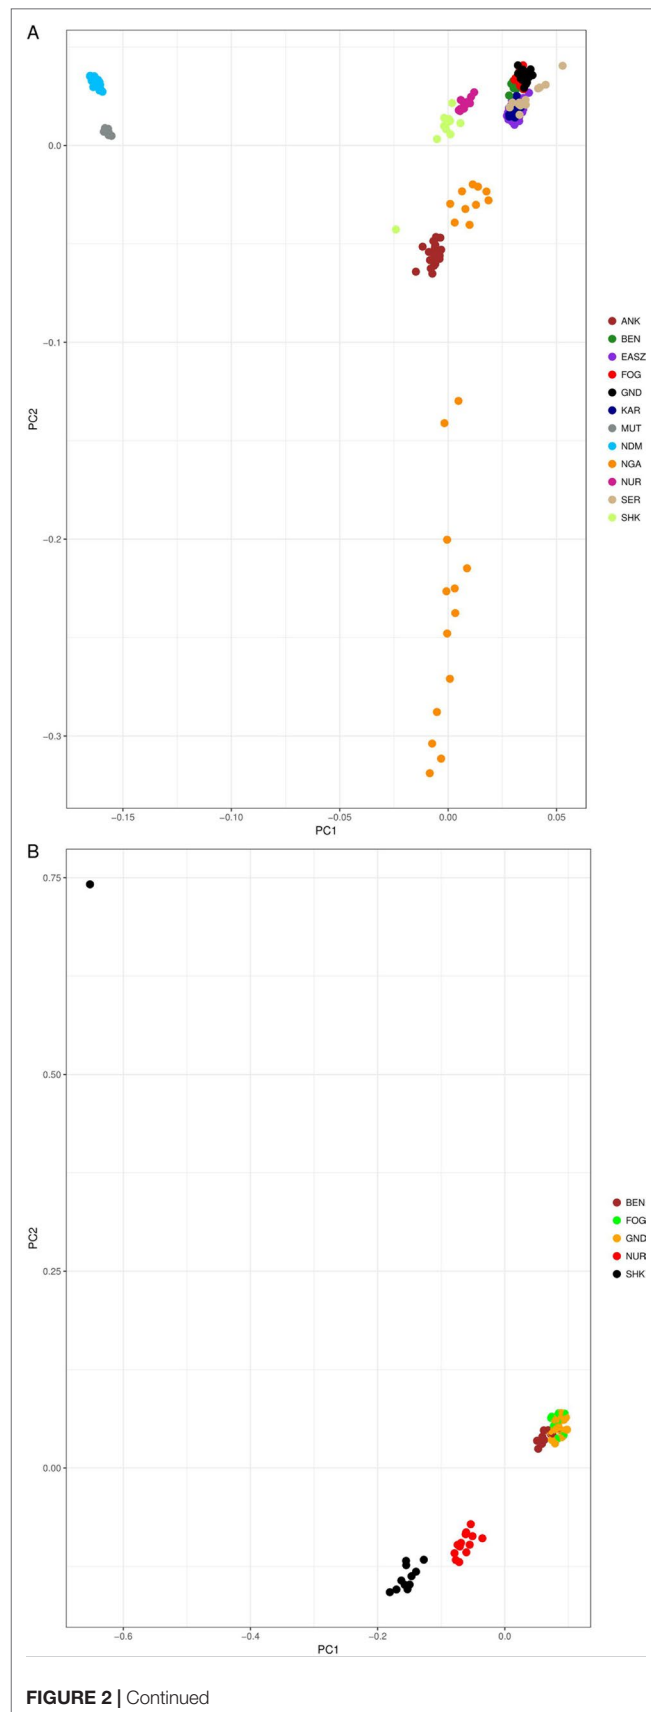 A
0.0
−0.1
PC2
−0.2
−0.3
−0.15
−0.10
−0.05
0.00
0.05
PC1
ANK
BEN
EASZ
FOG
GND
KAR
MUT
NDM
NGA
NUR
SER
SHK
B
0.75
0.50
PC2
0.25
0.00
−0.6
−0.4
−0.2
0.0
PC1
BEN
FOG
GND
NUR
SHK
FIGURE 2 | Continued